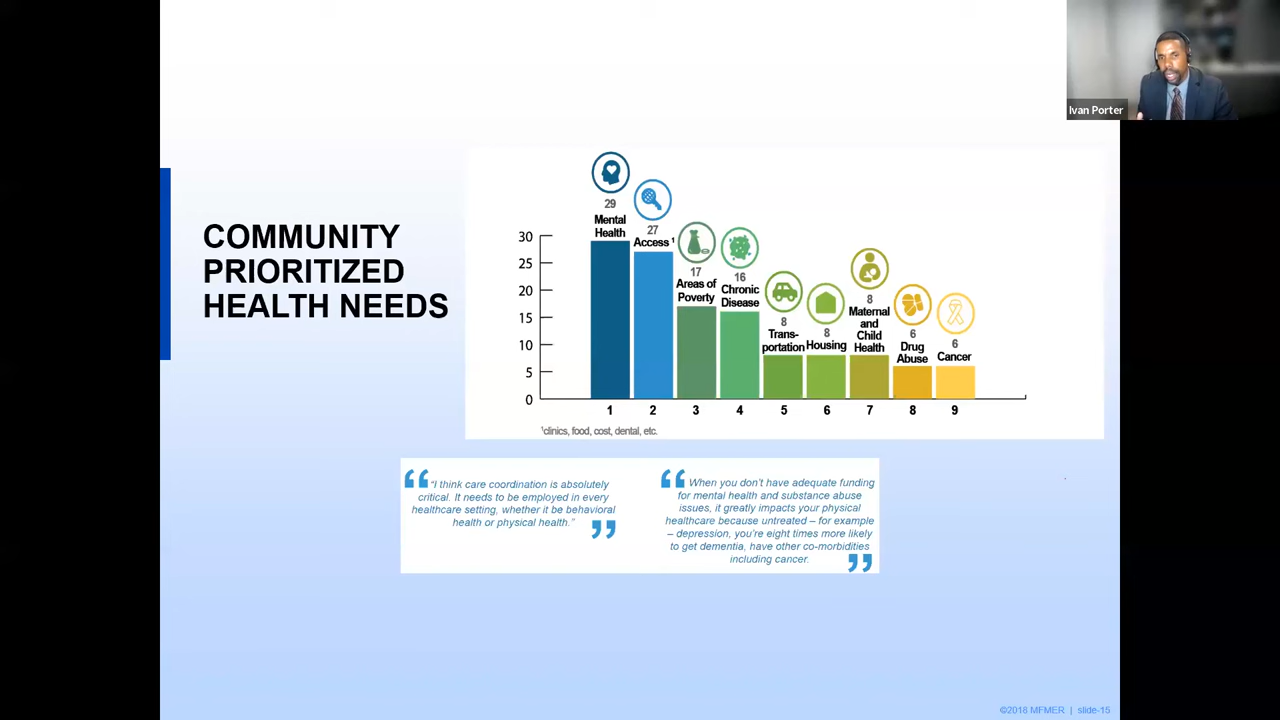 Ivan Porter
COMMUNITY
PRIORITIZED
HEALTH NEEDS
30
25
20
15
10
5
0
29
Mental
Health
27
Access ¹
17
Areas of
Poverty
16
Chronic
Disease
8
Trans-
portation
8
Housing
8
Maternal
and
Child
Health
6
Drug
Abuse
6
Cancer
1 2 3 4 5 6 7 8 9
¹clinics, food, cost, dental, etc.
“ “I think care coordination is absolutely
critical. It needs to be employed in every
healthcare setting, whether it be behavioral
health or physical health.” ”
“ When you don’t have adequate funding
for mental health and substance abuse
issues, it greatly impacts your physical
healthcare because untreated – for example
– depression, you’re eight times more likely
to get dementia, have other co-morbidities
including cancer. ”
©2018 MFMER | slide-15